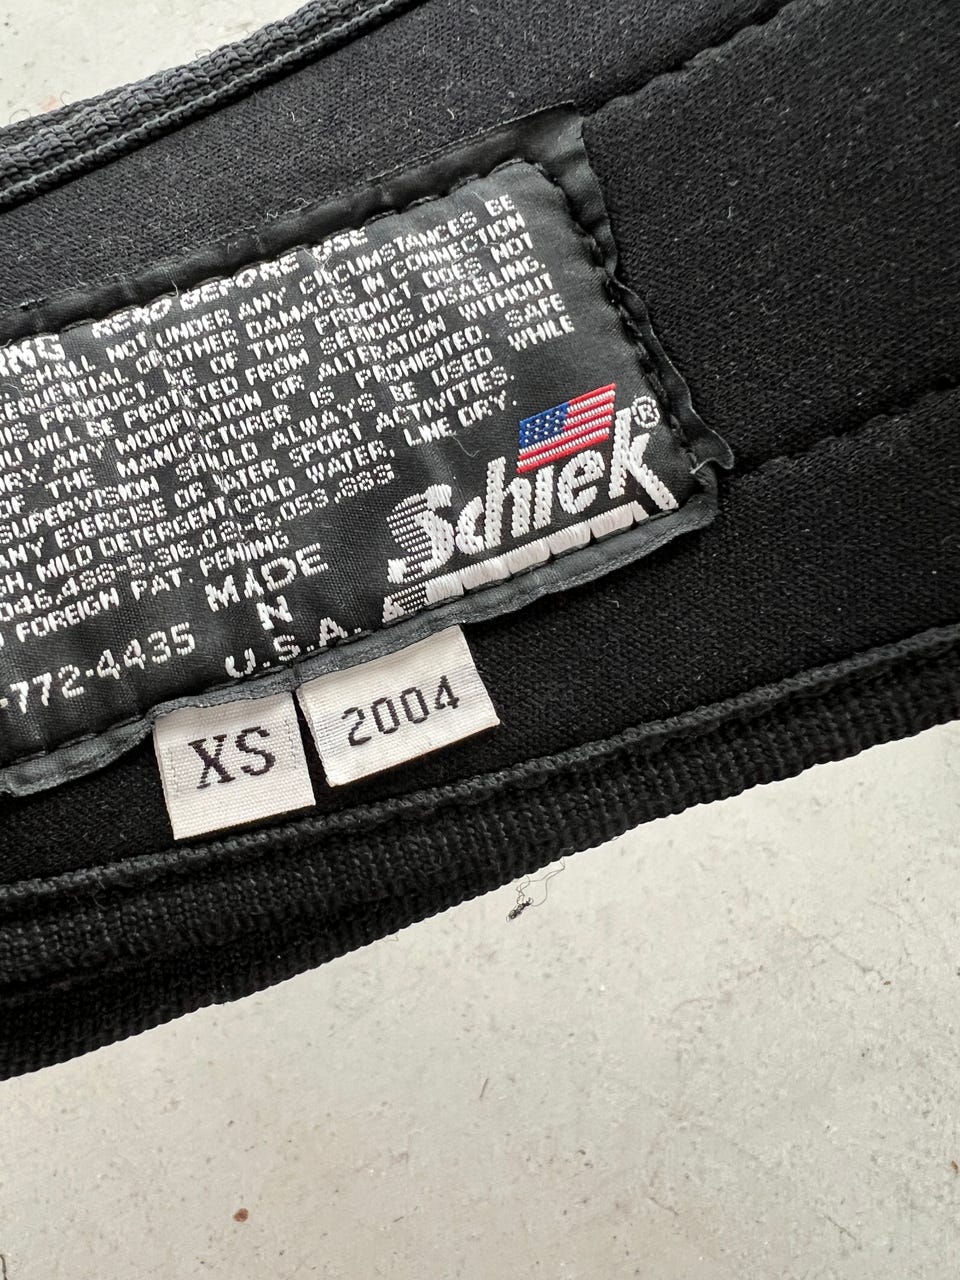 READ BEFORE USE
SHALL NOT UNDER ANY CIRCUMSTANCES BE
SEQUENTIAL OR OTHER DAMAGES IN CONNECTION
PRODUCT USE OF THIS PRODUCT DOES NOT
WILL BE PROTECTED FROM SERIOUS, DISABLING
ANY MODIFICATION OR ALTERATION WITHOUT
OF THE MANUFACTURER IS PROHIBITED. SAFE
SUPERVISION SHOULD ALWAYS BE USED WHILE
ANY EXERCISE OR WATER SPORT ACTIVITIES
MILD DETERGENT, COLD WATER, LINE DRY.
FOREIGN PAT. PENDING
MADE
IN
U.S.A.
-772-4435
Schiek®
XS
2004